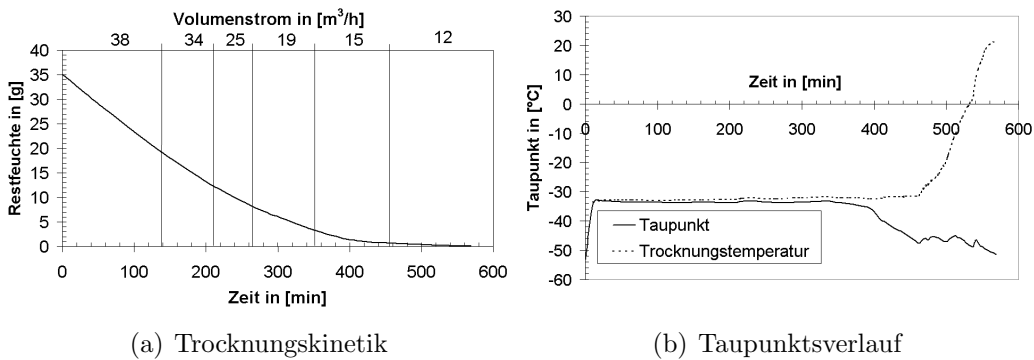 Volumenstrom in [m³/h]
38 34 25 19 15 12
Restfeuchte in [g]
40
35
30
25
20
15
10
5
0
0 100 200 300 400 500 600
Zeit in [min]
(a) Trocknungskinetik
Taupunkt in [°C]
30
20
10
0
-10
-20
-30
-40
-50
-60
Zeit in [min]
0 100 200 300 400 500 600
Taupunkt
Trocknungstemperatur
(b) Taupunktsverlauf